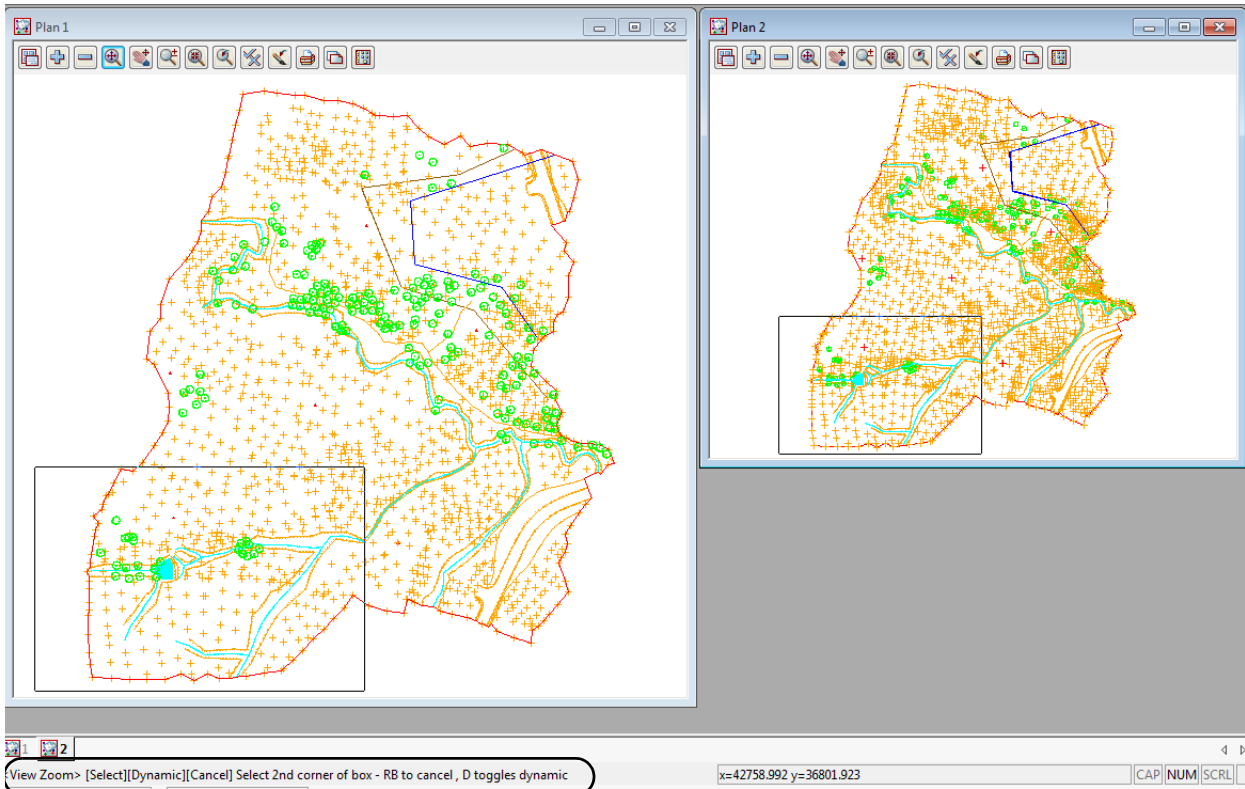 Plan 1
Plan 2
1
2
<View Zoom> [Select][Dynamic][Cancel] Select 2nd corner of box - RB to cancel , D toggles dynamic
x=42758.992 y=36801.923
CAP NUM SCRL